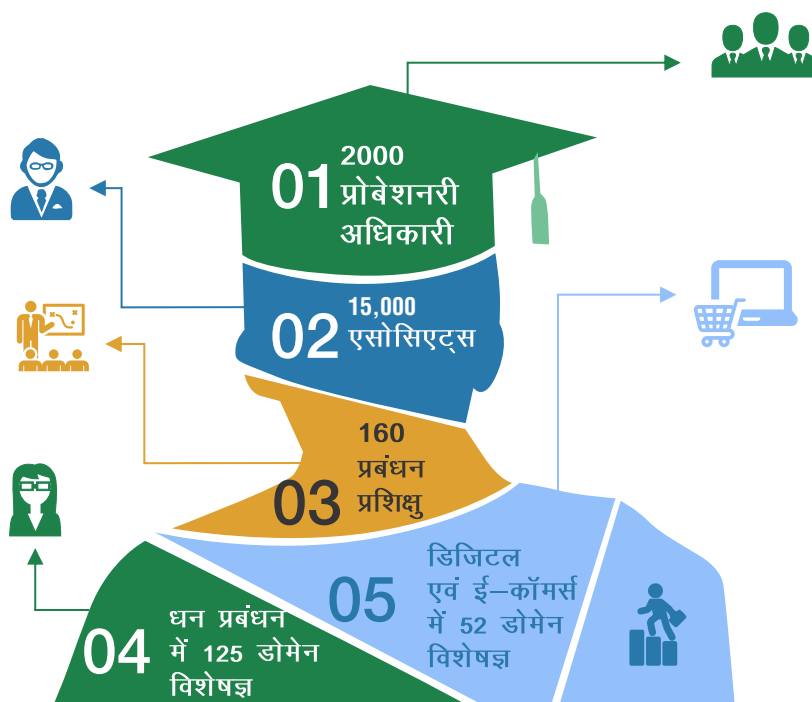 01
2000
प्रोबेशनरी
अधिकारी
02
15,000
एसोसिएट्स
03
160
प्रबंधन
प्रशिक्षु
04
धन प्रबंधन
में 125 डोमेन
विशेषज्ञ
05
डिजिटल
एवं ई–कॉमर्स
में 52 डोमेन
विशेषज्ञ